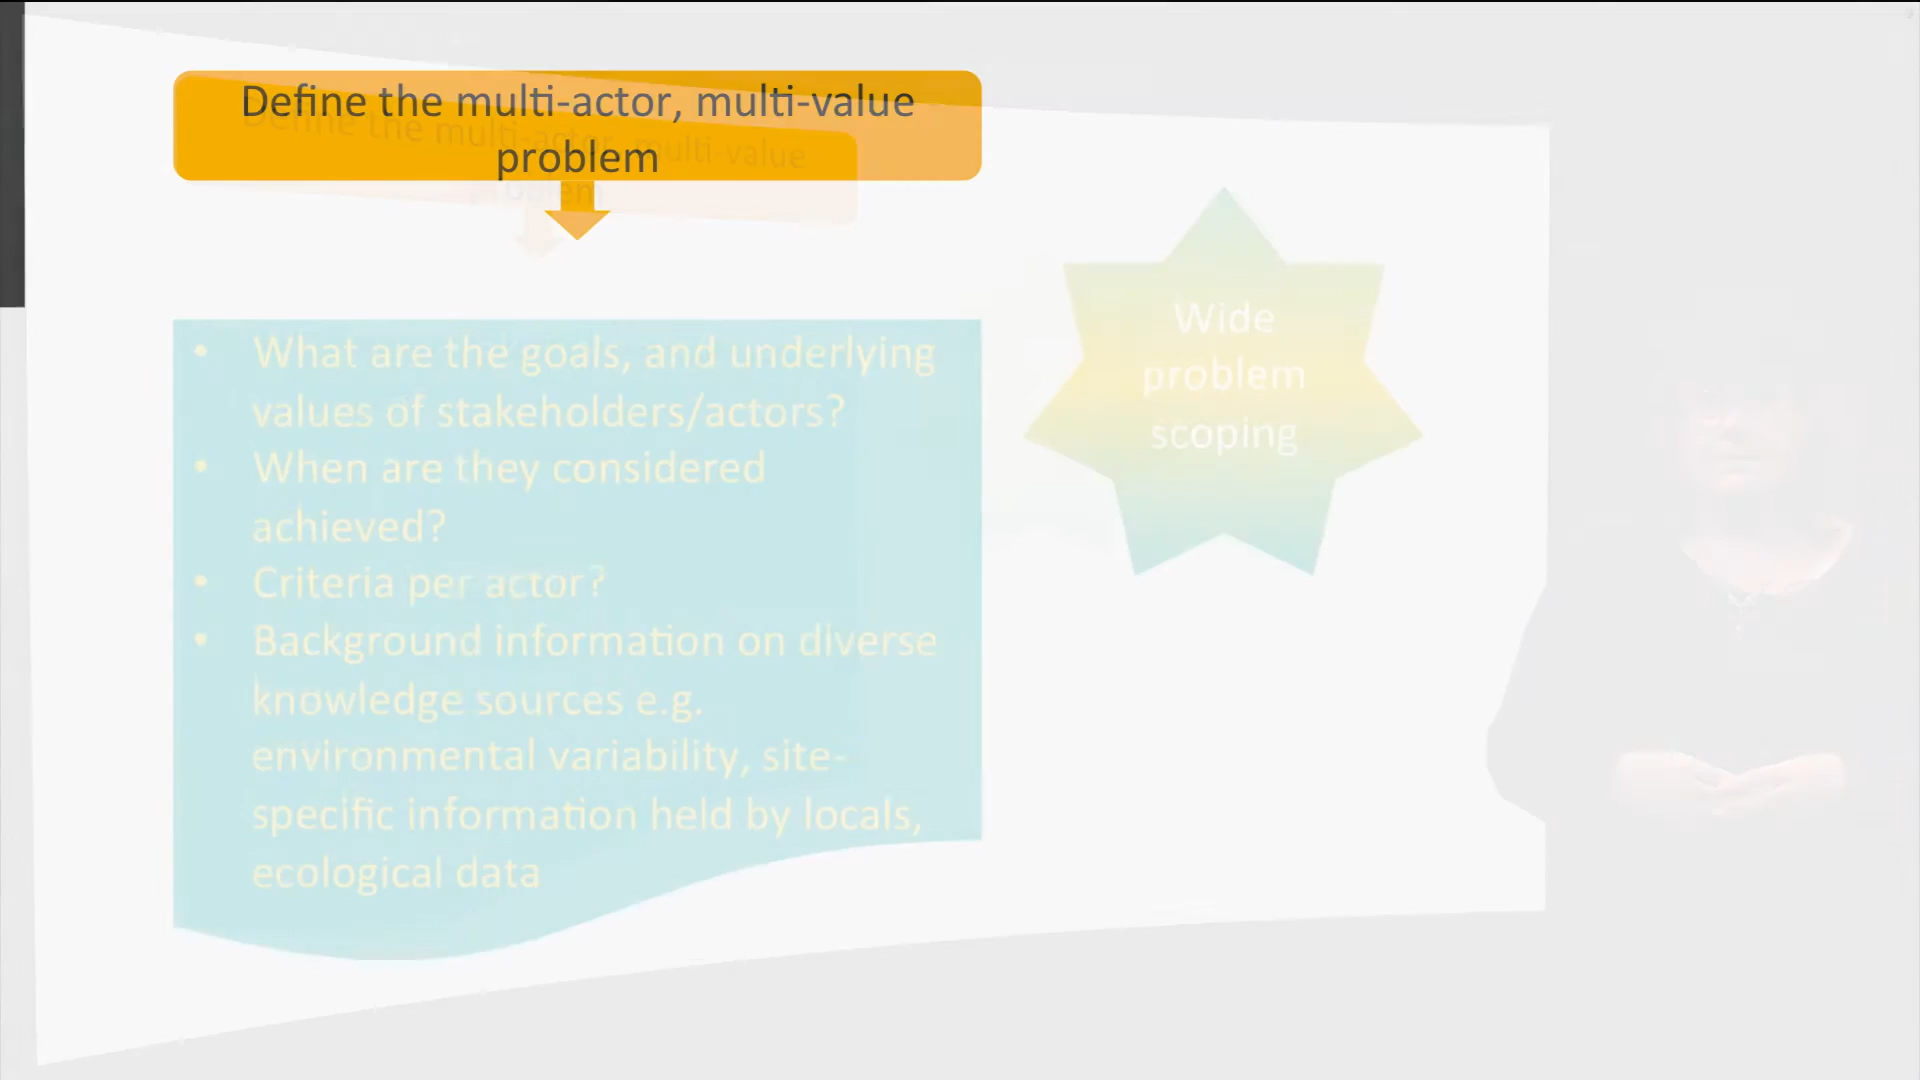 Define the multi-actor, multi-value
problem
• What are the goals, and underlying
values of stakeholders/actors?
• When are they considered
achieved?
• Criteria per actor?
• Background information on diverse
knowledge sources e.g.
environmental variability, site-
specific information held by locals,
ecological data
Wide
problem
scoping